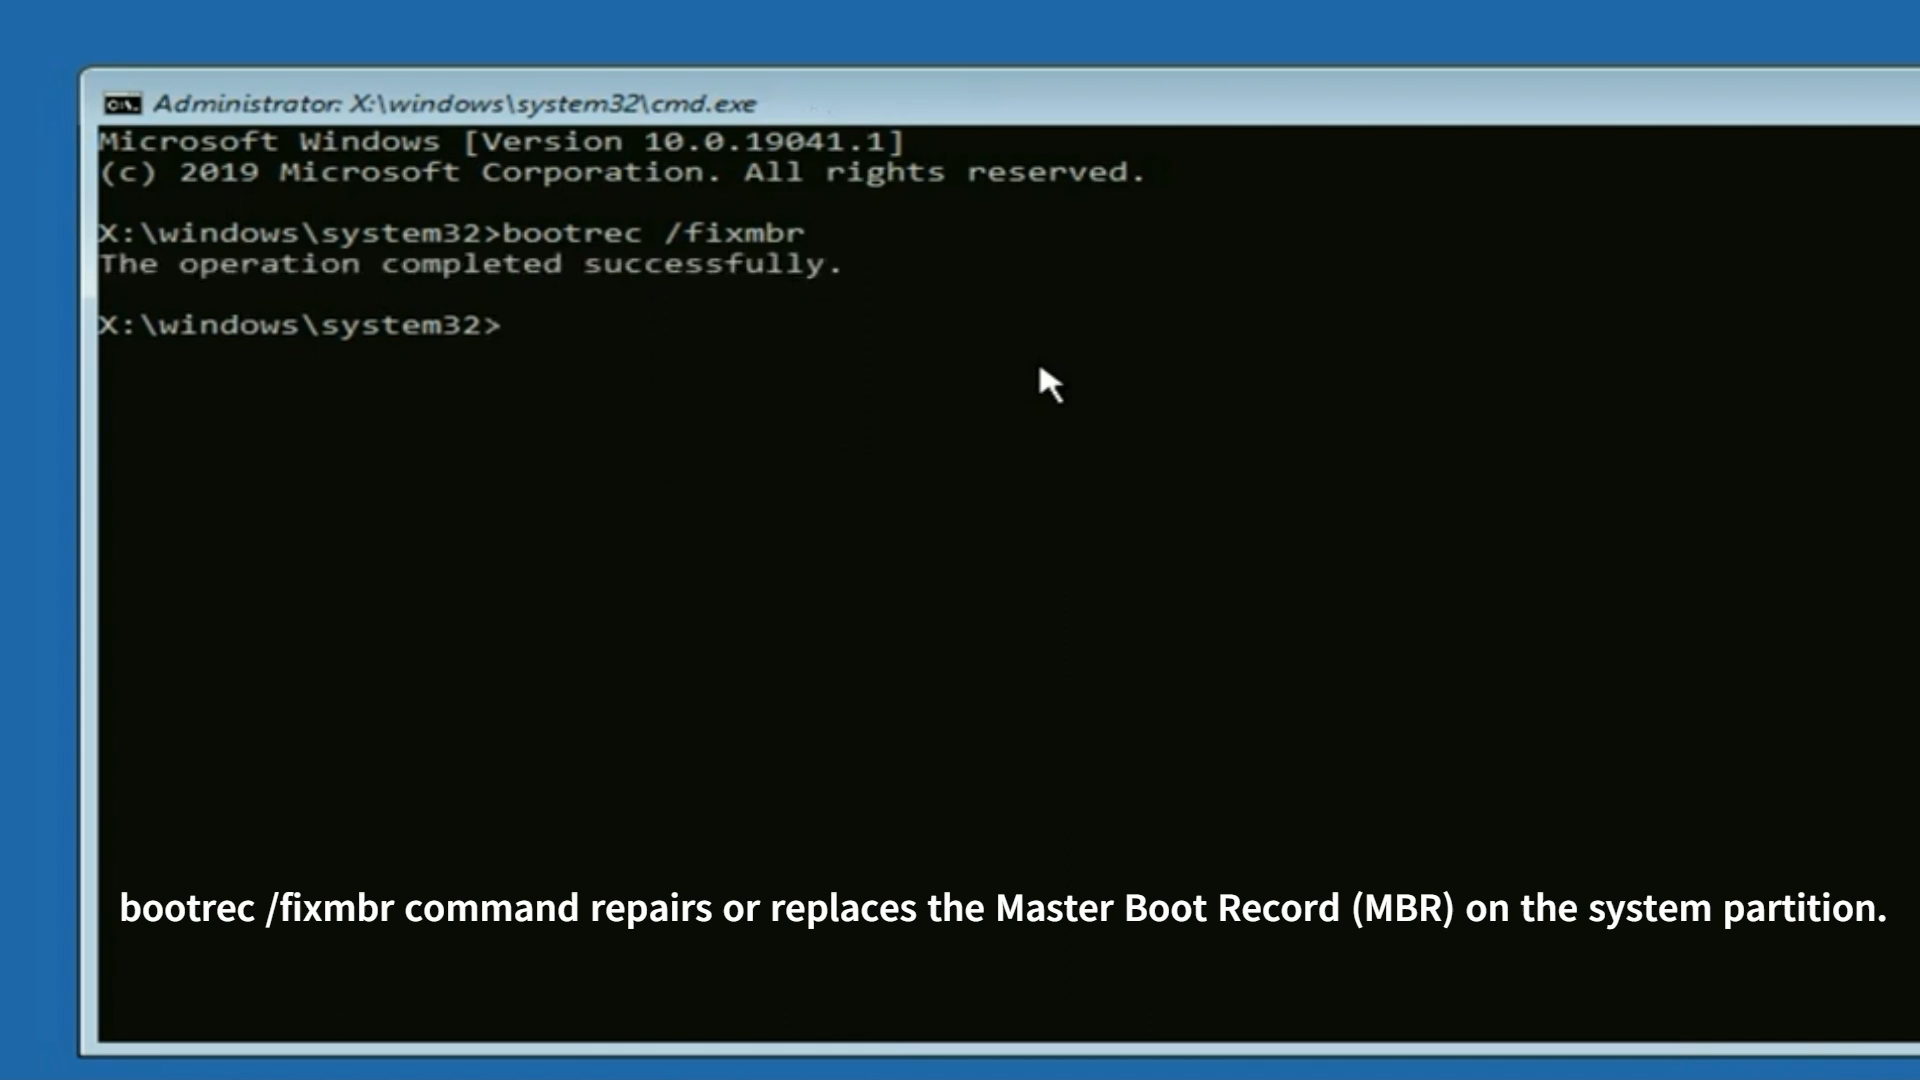 Administrator: X:\windows\system32\cmd.exe
Microsoft Windows [Version 10.0.19041.1]
(c) 2019 Microsoft Corporation. All rights reserved.
X:\windows\system32>bootrec /fixmbr
The operation completed successfully.
X:\windows\system32>
bootrec /fixmbr command repairs or replaces the Master Boot Record (MBR) on the system partition.